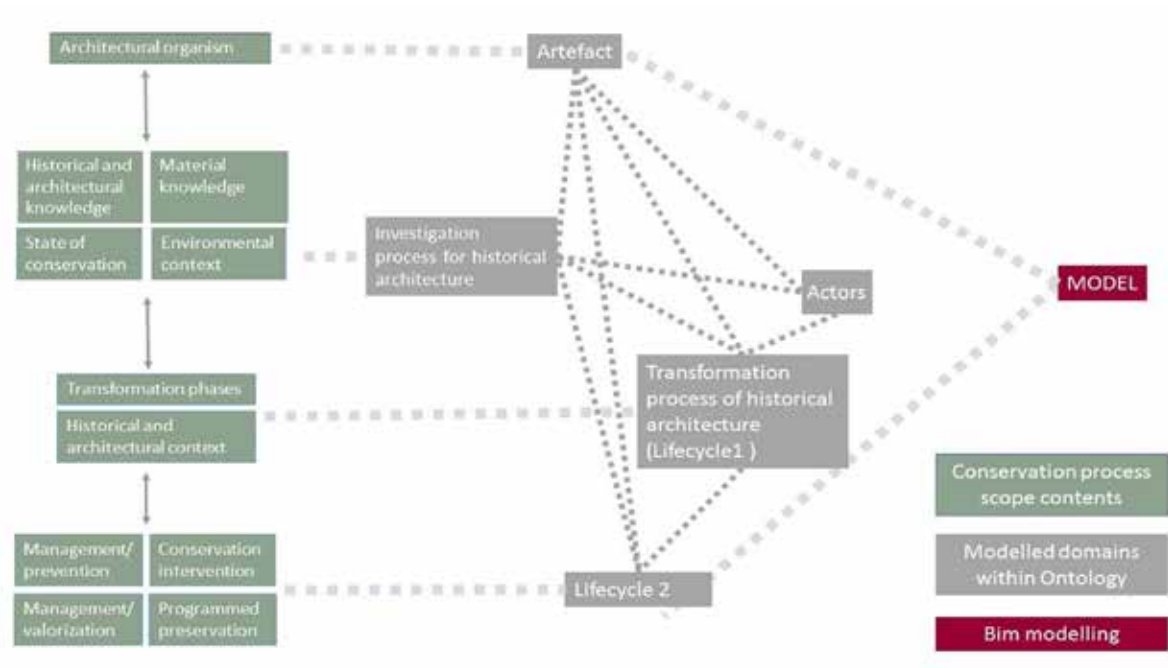 Architectural organism
Artefact
Historical and
architectural
knowledge
Material
knowledge
State of
conservation
Environmental
context
Investigation
process for historical
architecture
Actors
MODEL
Transformation phases
Historical and
architectural context
Transformation
process of historical
architecture
(Lifecycle1 )
Management/
prevention
Conservation
intervention
Management/
valorization
Programmed
preservation
Lifecycle 2
Conservation process
scope contents
Modelled domains
within Ontology
Bim modelling